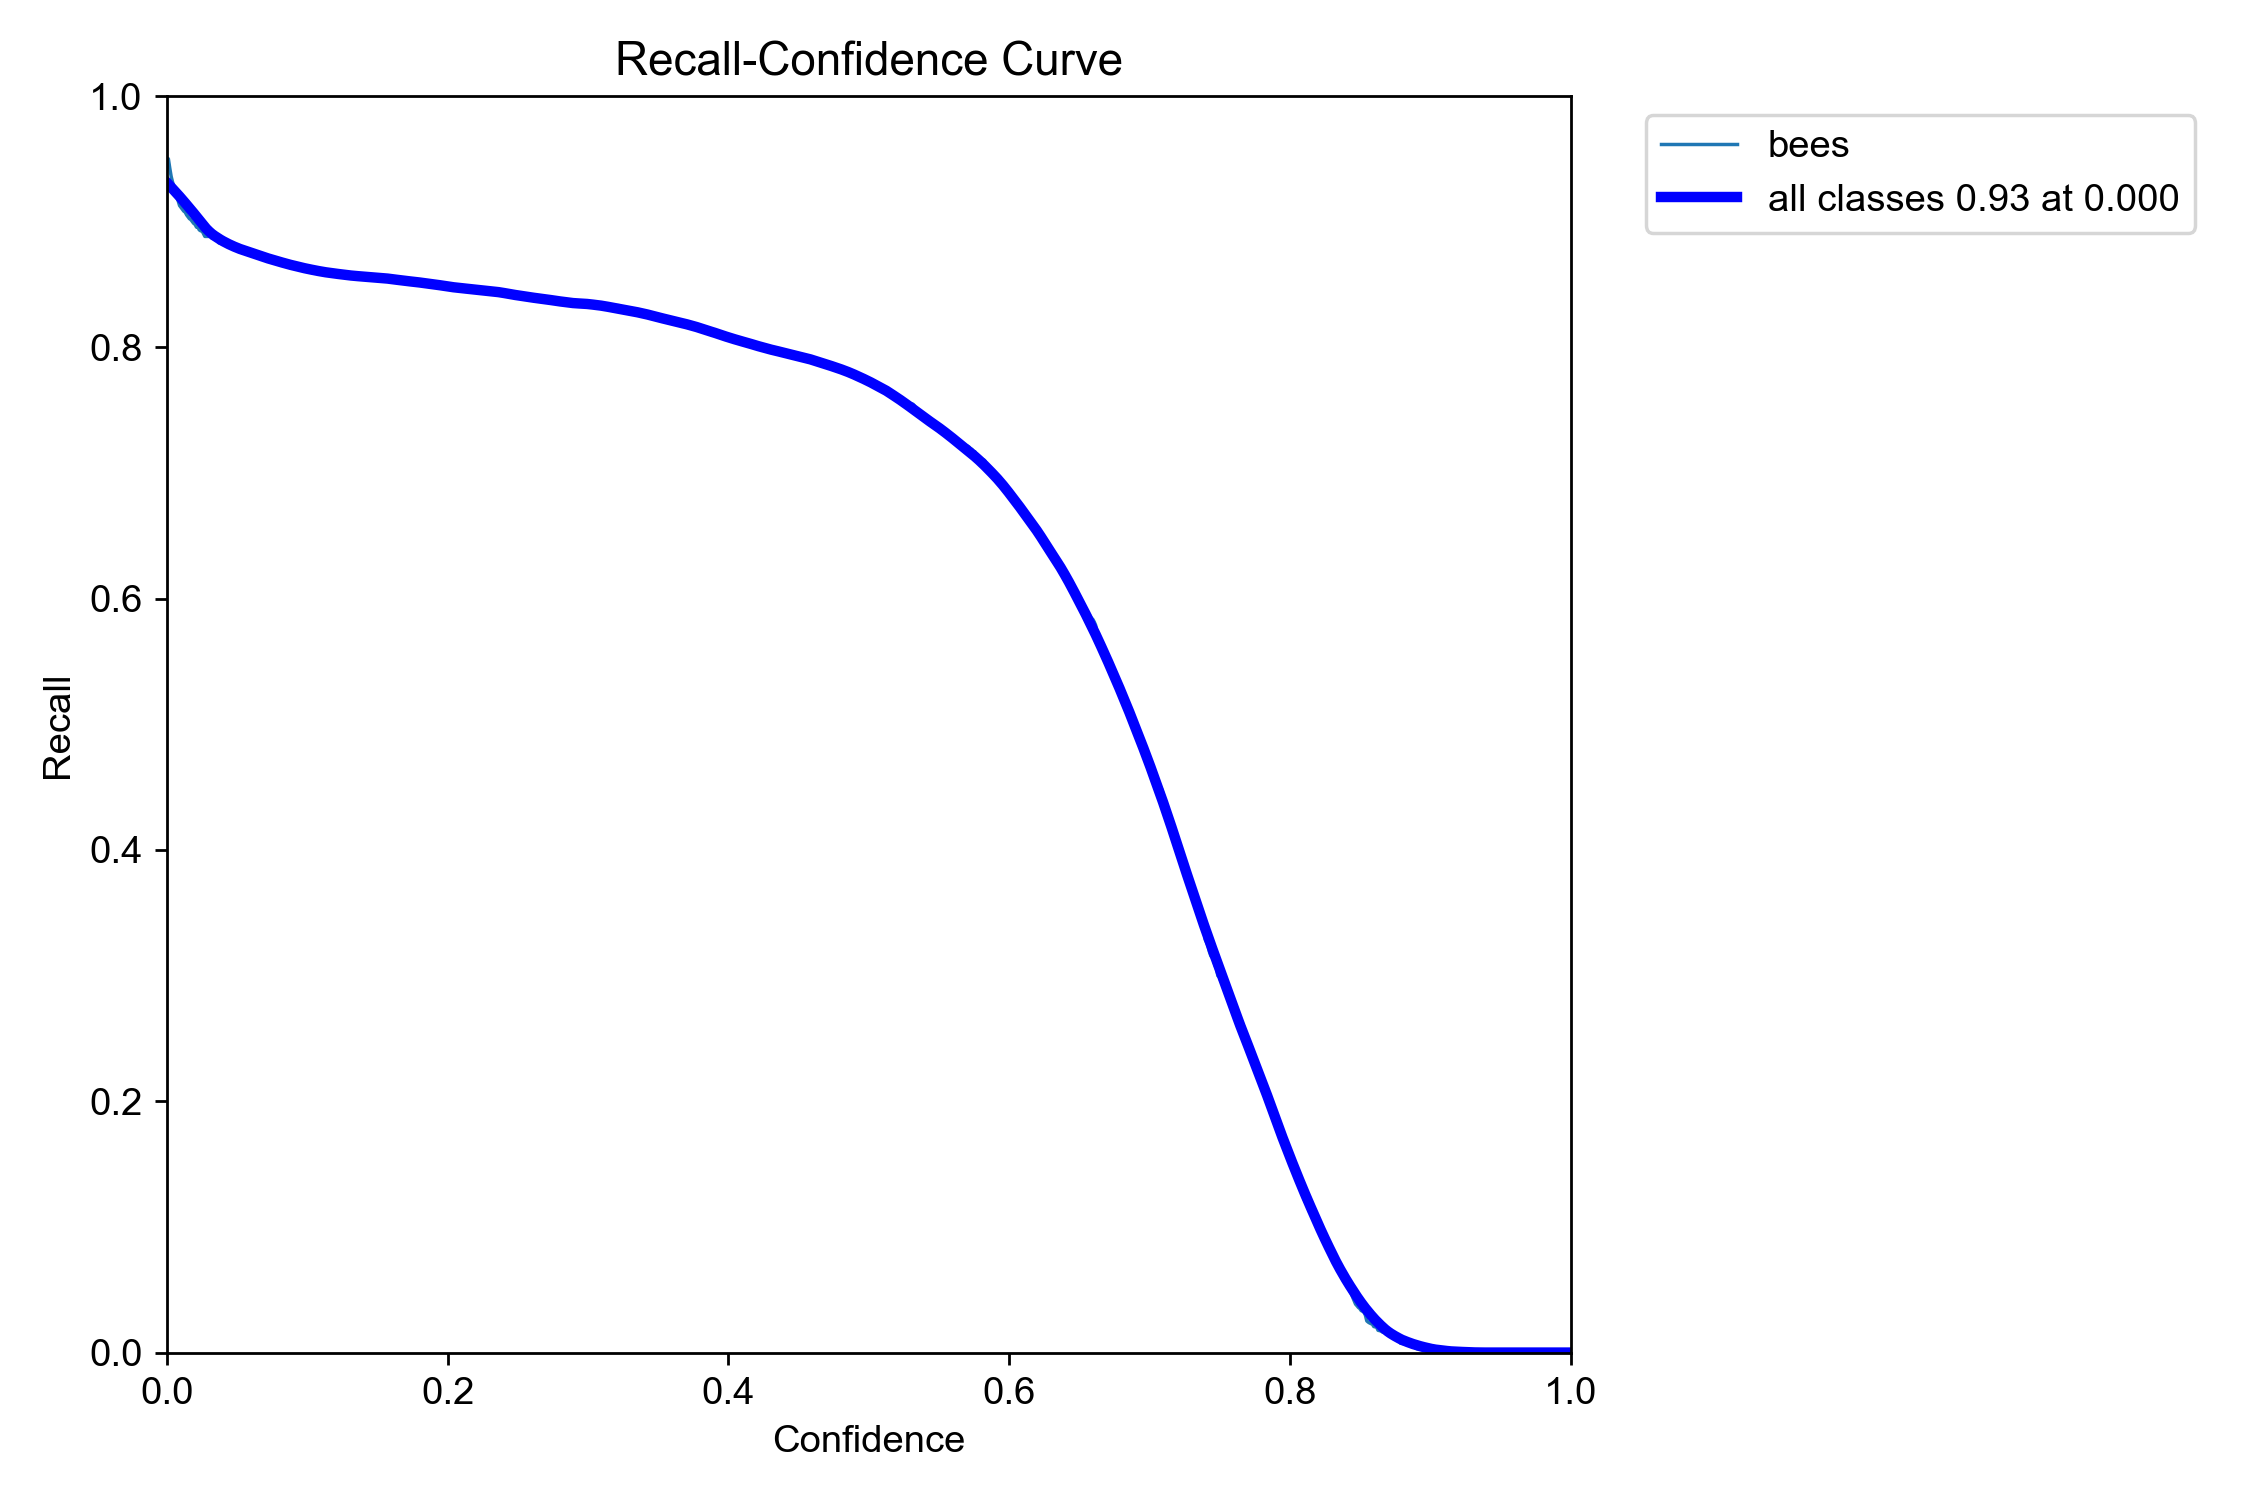 Recall-Confidence Curve
1.0
0.8
0.6
0.4
0.2
0.0
Recall
0.0 0.2 0.4 0.6 0.8 1.0
Confidence
bees
all classes 0.93 at 0.000